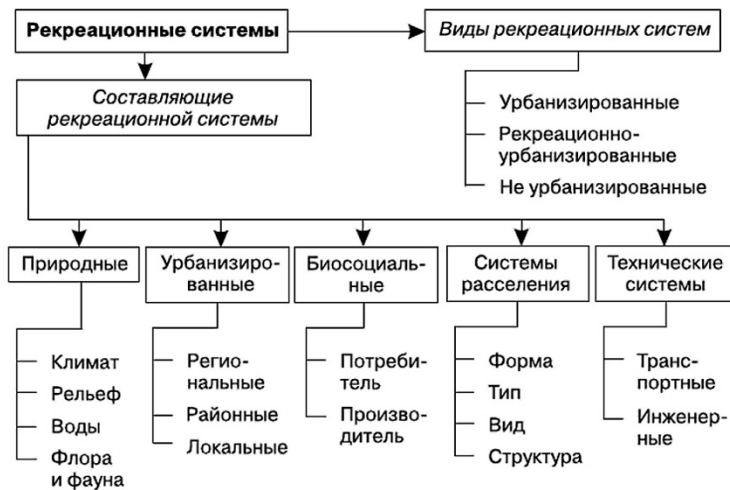 Рекреационные системы
Виды рекреационных систем
Составляющие
рекреационной системы
Урбанизированные
Рекреационно-
урбанизированные
Не урбанизированные
Природные
Климат
Рельеф
Воды
Флора
и фауна
Урбанизиро-
ванные
Регио-
нальные
Районные
Локальные
Биосоциаль-
ные
Потреби-
тель
Произво-
дитель
Системы
расселения
Форма
Тип
Вид
Структура
Технические
системы
Транс-
портные
Инженер-
ные